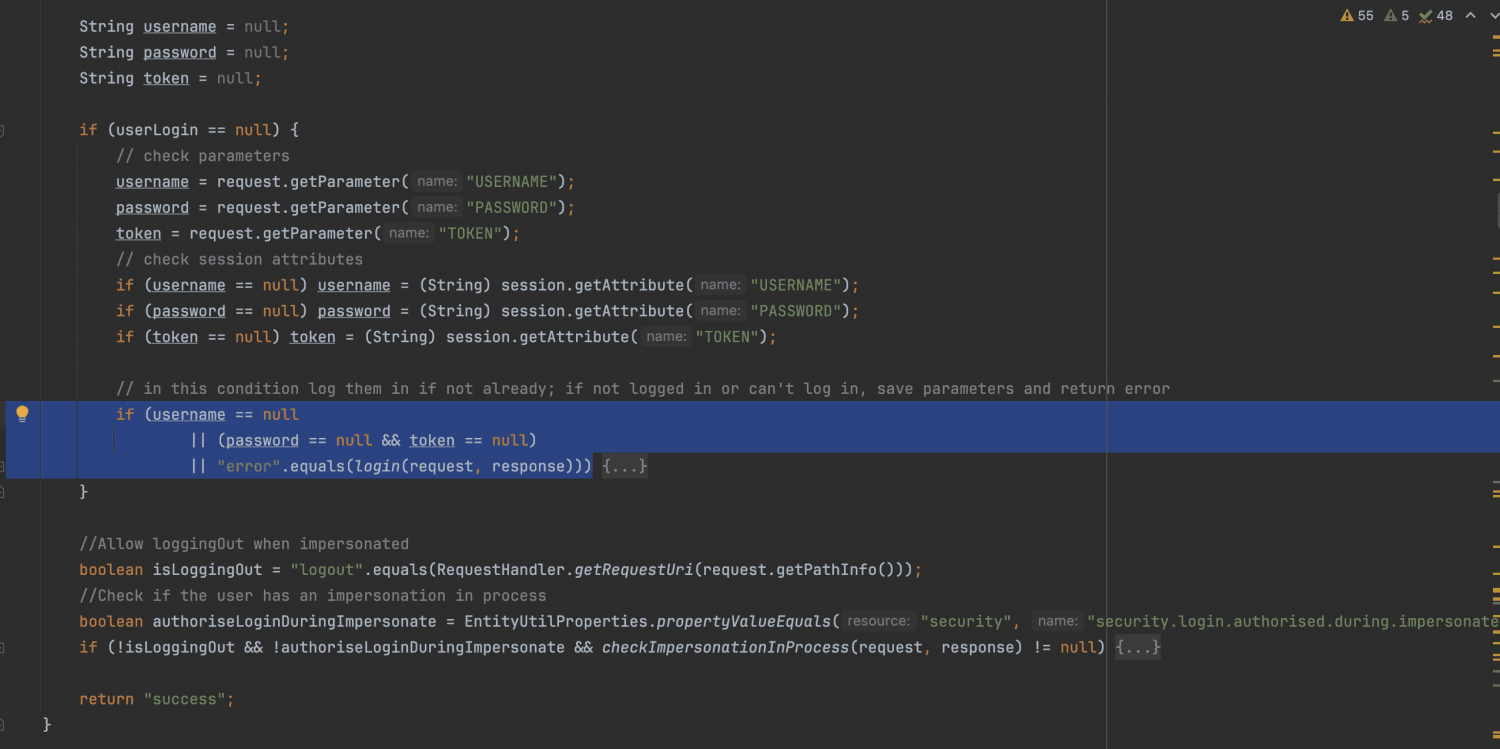 55 5 48
String username = null;
String password = null;
String token = null;
if (userLogin == null) {
// check parameters
username = request.getParameter( name: "USERNAME");
password = request.getParameter( name: "PASSWORD");
token = request.getParameter( name: "TOKEN");
// check session attributes
if (username == null) username = (String) session.getAttribute( name: "USERNAME");
if (password == null) password = (String) session.getAttribute( name: "PASSWORD");
if (token == null) token = (String) session.getAttribute( name: "TOKEN");
// in this condition log them in if not already; if not logged in or can't log in, save parameters and return error
if (username == null
|| (password == null && token == null)
|| "error".equals(login(request, response))) {...}
}
//Allow loggingOut when impersonated
boolean isLoggingOut = "logout".equals(RequestHandler.getRequestUri(request.getPathInfo()));
//Check if the user has an impersonation in process
boolean authoriseLoginDuringImpersonate = EntityUtilProperties.propertyValueEquals( resource: "security", name: "security.login.authorised.during.impersonate
if (!isLoggingOut && !authoriseLoginDuringImpersonate && checkImpersonationInProcess(request, response) != null) {...}
return "success";
}